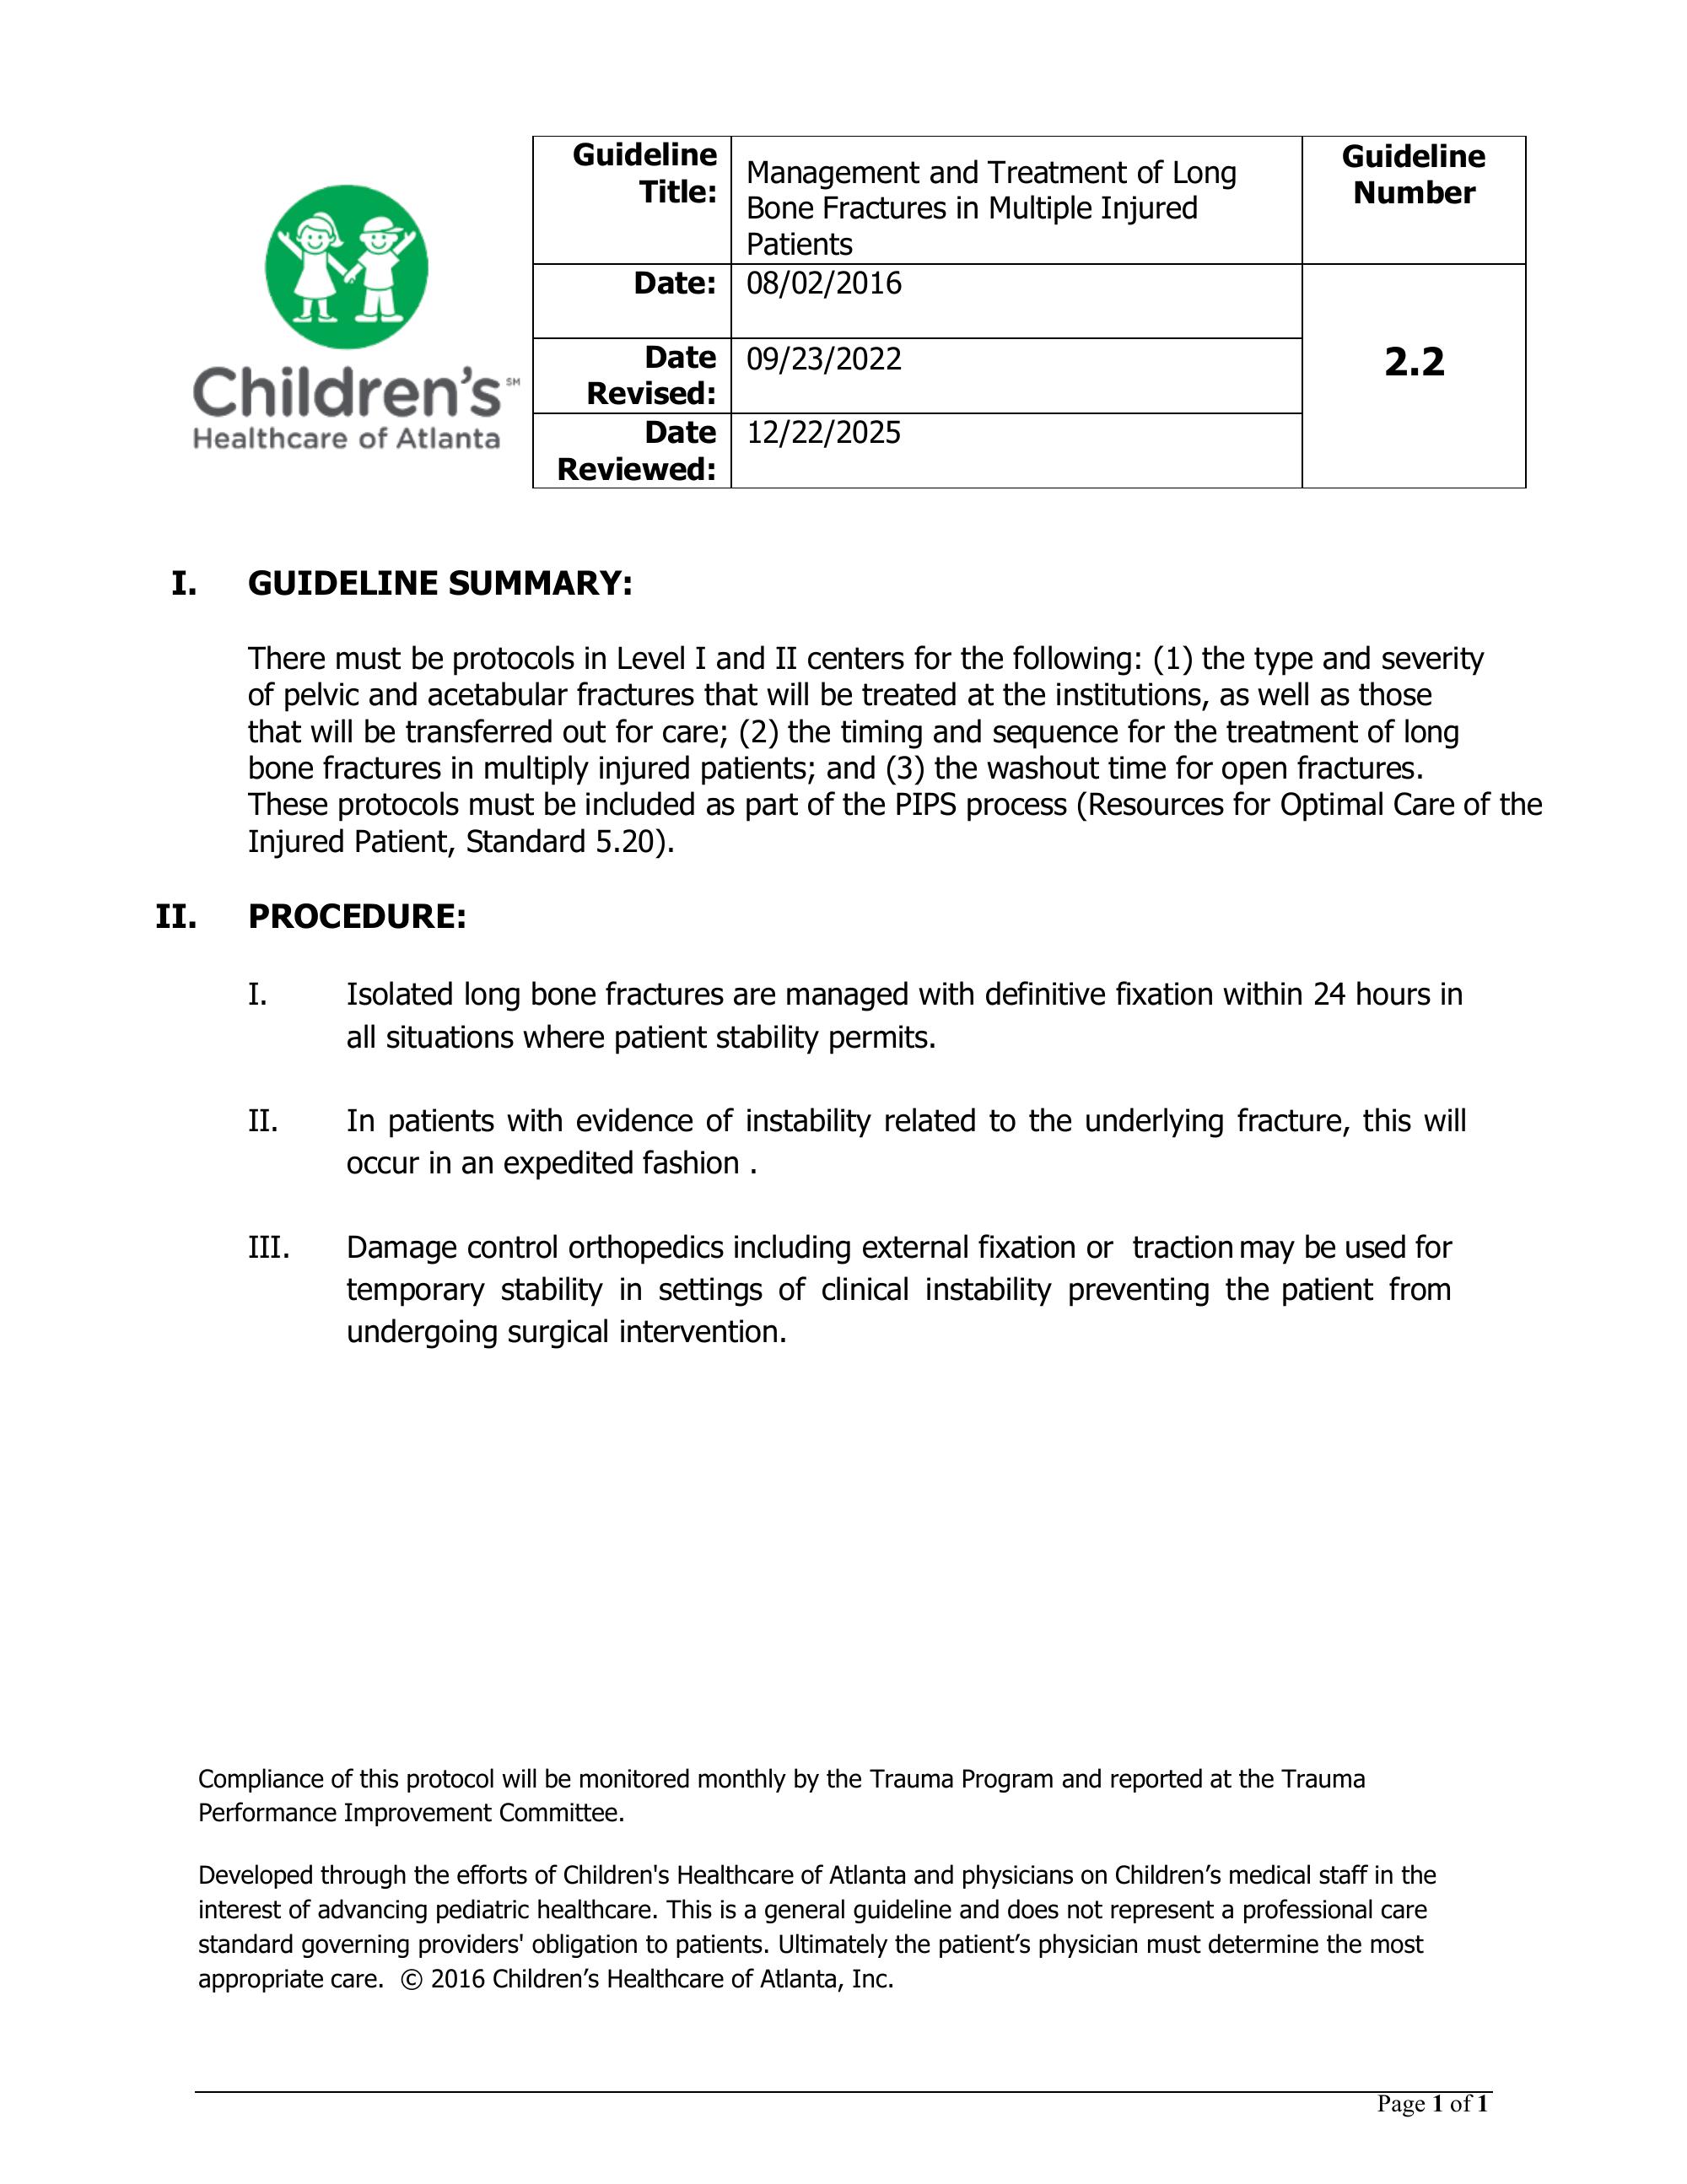 Children's℠
Healthcare of Atlanta
Guideline
Title:
Management and Treatment of Long
Bone Fractures in Multiple Injured
Patients
Guideline
Number
Date:
08/02/2016
2.2
Date
Revised:
09/23/2022
Date
Reviewed:
12/22/2025
I. GUIDELINE SUMMARY:
There must be protocols in Level I and II centers for the following: (1) the type and severity
of pelvic and acetabular fractures that will be treated at the institutions, as well as those
that will be transferred out for care; (2) the timing and sequence for the treatment of long
bone fractures in multiply injured patients; and (3) the washout time for open fractures.
These protocols must be included as part of the PIPS process (Resources for Optimal Care of the
Injured Patient, Standard 5.20).
II. PROCEDURE:
I. Isolated long bone fractures are managed with definitive fixation within 24 hours in
all situations where patient stability permits.
II. In patients with evidence of instability related to the underlying fracture, this will
occur in an expedited fashion .
III. Damage control orthopedics including external fixation or traction may be used for
temporary stability in settings of clinical instability preventing the patient from
undergoing surgical intervention.
Compliance of this protocol will be monitored monthly by the Trauma Program and reported at the Trauma
Performance Improvement Committee.
Developed through the efforts of Children's Healthcare of Atlanta and physicians on Children’s medical staff in the
interest of advancing pediatric healthcare. This is a general guideline and does not represent a professional care
standard governing providers' obligation to patients. Ultimately the patient’s physician must determine the most
appropriate care. © 2016 Children’s Healthcare of Atlanta, Inc.
Page 1 of 1